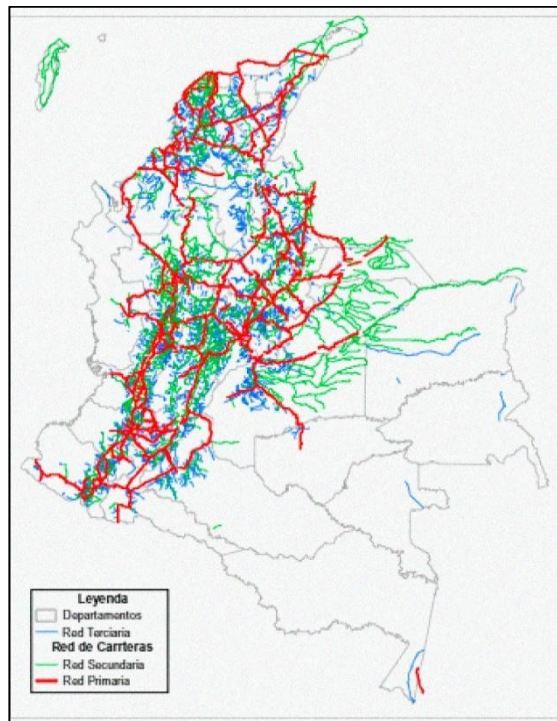 Leyenda
Departamentos
Red Terciaria
Red de Carrteras
Red Secundaria
Red Primaria